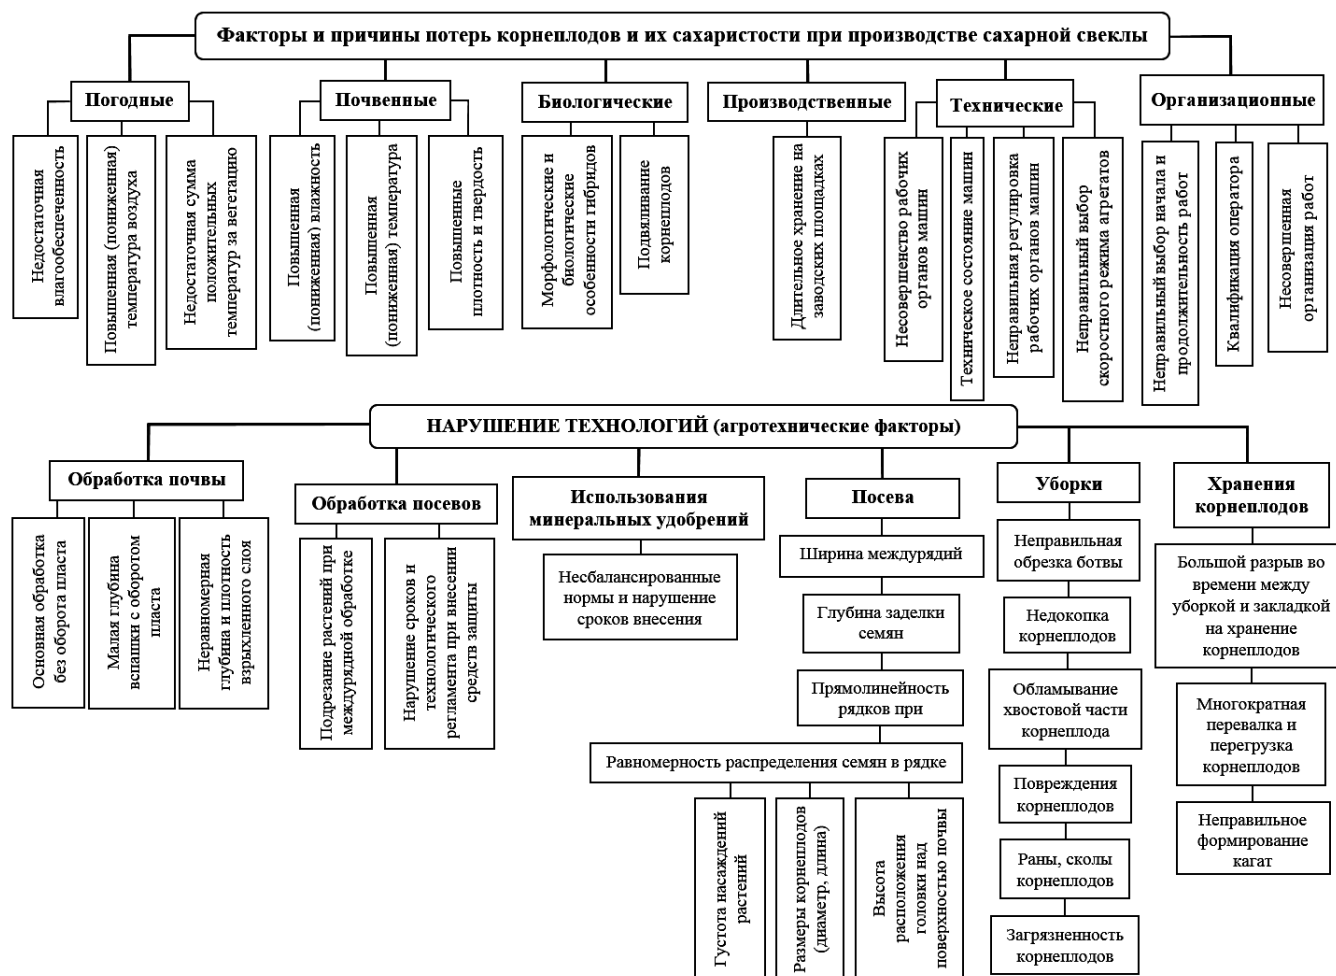 Факторы и причины потерь корнеплодов и их сахаристости при производстве сахарной свеклы
Погодные
Недостаточная
влагообеспеченность
Повышенная (пониженная)
температура воздуха
Недостаточная сумма
положительных
температур за вегетацию
Почвенные
Повышенная
(пониженная) влажность
Повышенная
(пониженная) температура
Повышенные
плотность и твердость
Биологические
Морфологические и
биологические
особенности гибридов
Подвяливание
корнеплодов
Производственные
Длительное хранение на
заводских площадках
Технические
Несовершенство рабочих
органов машин
Техническое состояние машин
Неправильная регулировка
рабочих органов машин
Неправильный выбор
скоростного режима агрегатов
Организационные
Неправильный выбор начала и
продолжительность работ
Квалификация оператора
Несовершенная
организация работ
НАРУШЕНИЕ ТЕХНОЛОГИЙ (агротехнические факторы)
Обработка почвы
Основная обработка
без оборота пласта
Малая глубина
вспашки с оборотом
пласта
Неравномерная
глубина и плотность
взрыхленного слоя
Обработка посевов
Подрезание растений при
междурядной обработке
Нарушение сроков и
технологического
регламента при внесении
средств защиты
Использования
минеральных удобрений
Несбалансированные
нормы и нарушение
сроков внесения
Посева
Ширина междурядий
Глубина заделки
семян
Прямолинейность
рядков при
Равномерность распределения семян в рядке
Густота насаждений
растений
Размеры корнеплодов
(диаметр, длина)
Высота
расположения
головки над
поверхностью почвы
Уборки
Неправильная
обрезка ботвы
Недокопка
корнеплодов
Обламывание
хвостовой части
корнеплода
Повреждения
корнеплодов
Раны, сколы
корнеплодов
Загрязненность
корнеплодов
Хранения
корнеплодов
Большой разрыв во
времени между
уборкой и закладкой
на хранение
корнеплодов
Многократная
перевалка и
перегрузка
корнеплодов
Неправильное
формирование
кагат